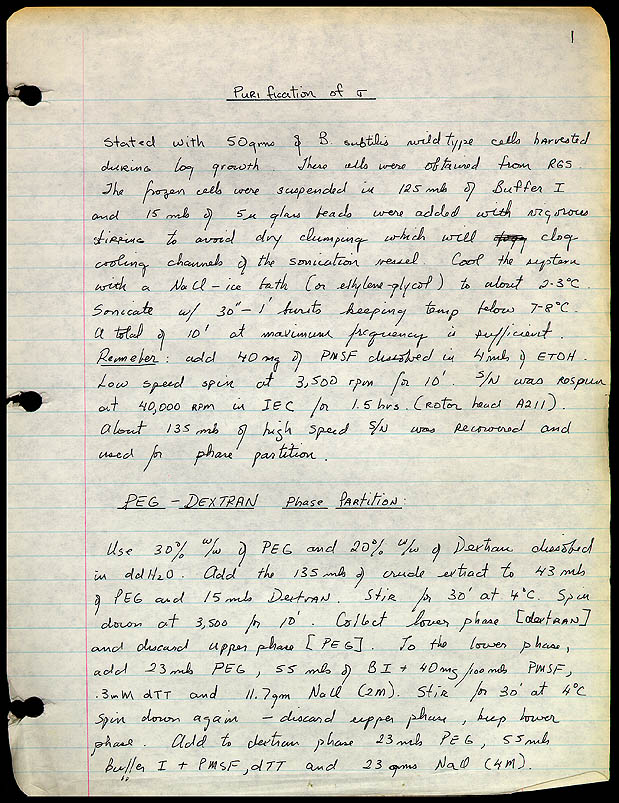 1
Purification of σ
Stated with 50gms of B. subtilis wild type cells harvested
during log growth. These cells were obtained from RGS.
The frozen cells were suspended in 125 mls of Buffer I
and 15 mls of 5μ glass beads were added with vigorous
stirring to avoid dry clumping which will clog
cooling channels of the sonication vessel. Cool the system
with a NaCl-ice bath (or ethylene-glycol) to about 2-3°C.
Sonicate w/ 30"-1' bursts keeping temp below 7-8°C.
A total of 10' at maximum frequency is sufficient.
Remeber: add 40mg of PMSF dissolved in 4mls of ETOH.
Low speed spin at 3,500 rpm for 10'. S/N was respun
at 40,000 RPM in IEC for 1.5 hrs. (Rotor head A211).
About 135 mls of high speed S/N was recovered and
used for phase partition.
PEG - DEXTRAN Phase Partition:
Use 30% w/w of PEG and 20% w/w of Dextran dissolved
in ddH2O. Add the 135 mls of crude extract to 43 mls
of PEG and 15 mls Dextran. Stir for 30' at 4°C. Spin
down at 3,500 for 10'. Collect lower phase [dextran]
and discard upper phase [PEG]. To the lower phase,
add 23 mls PEG, 55 mls of BI + 40mg/100mls PMSF,
.3mM dTT and 11.7gm NaCl (2M). Stir for 30' at 4°C
Spin down again - discard upper phase, keep lower
phase. Add to dextran phase 23 mls PEG, 55 mls
Buffer I + PMSF, dTT and 23 gms NaCl (4M).